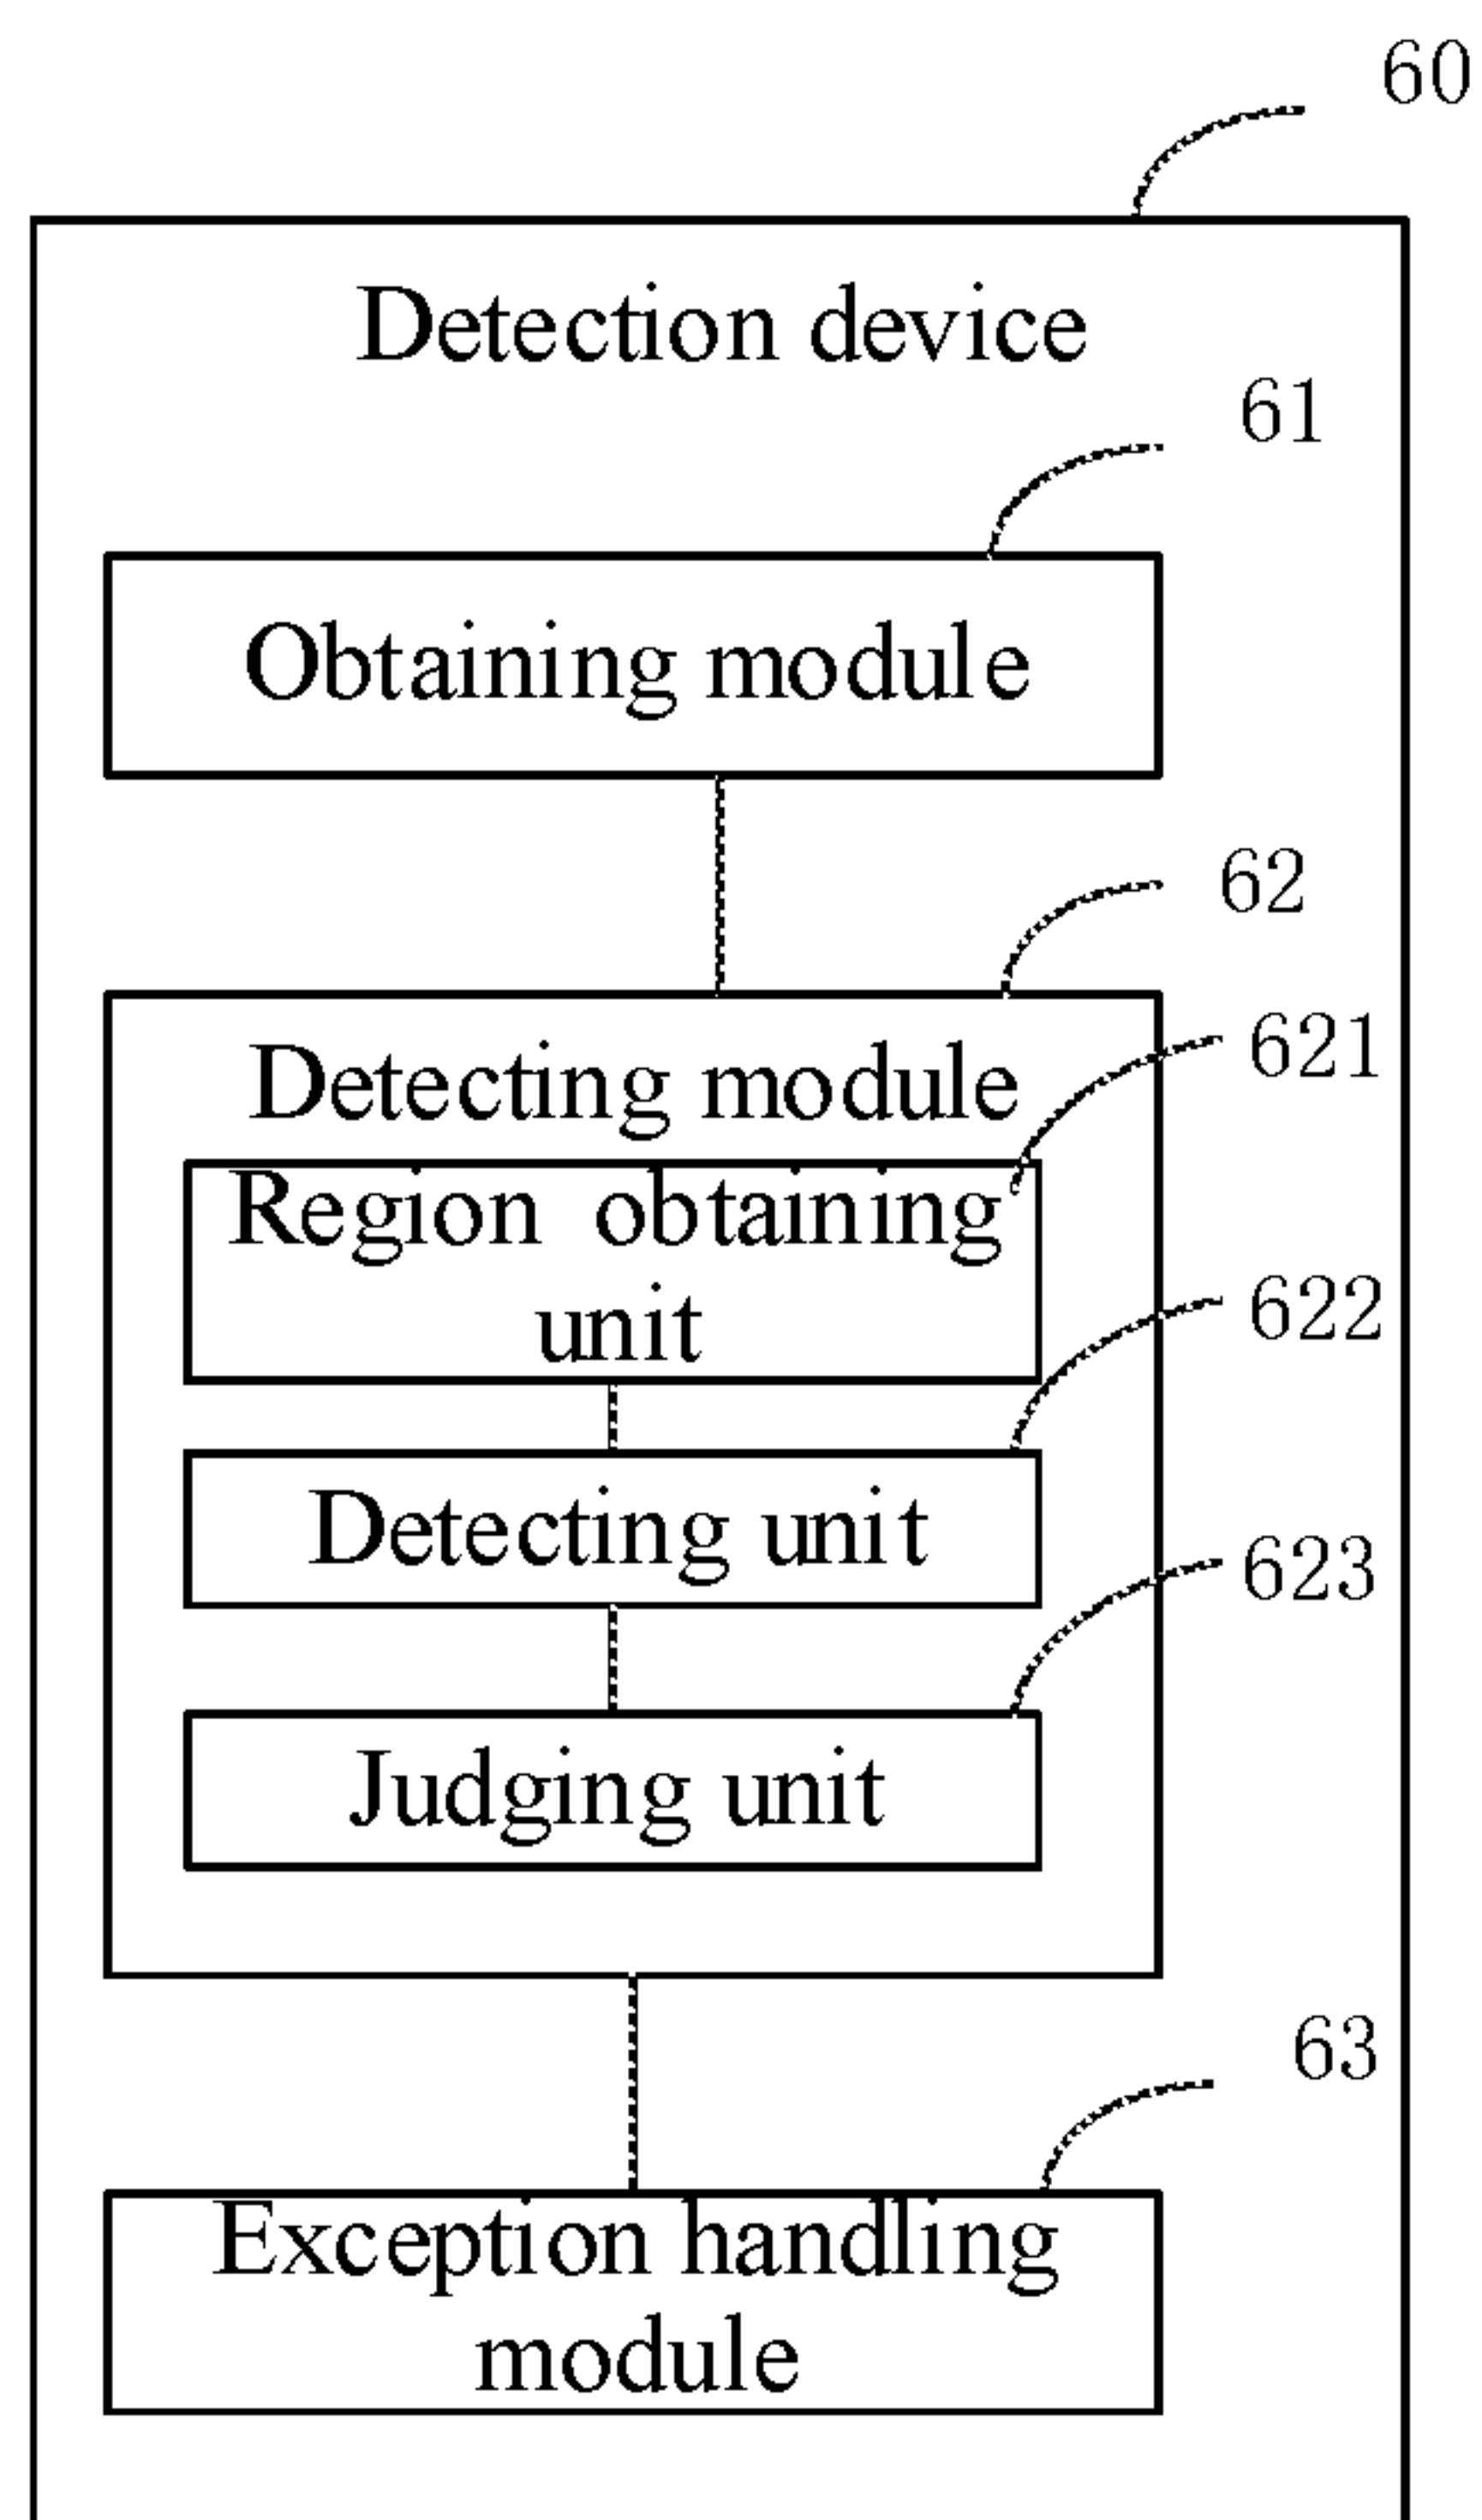 60
Detection device
61
Obtaining module
62
Detecting module
621
Region obtaining
unit
622
Detecting unit
623
Judging unit
63
Exception handling
module